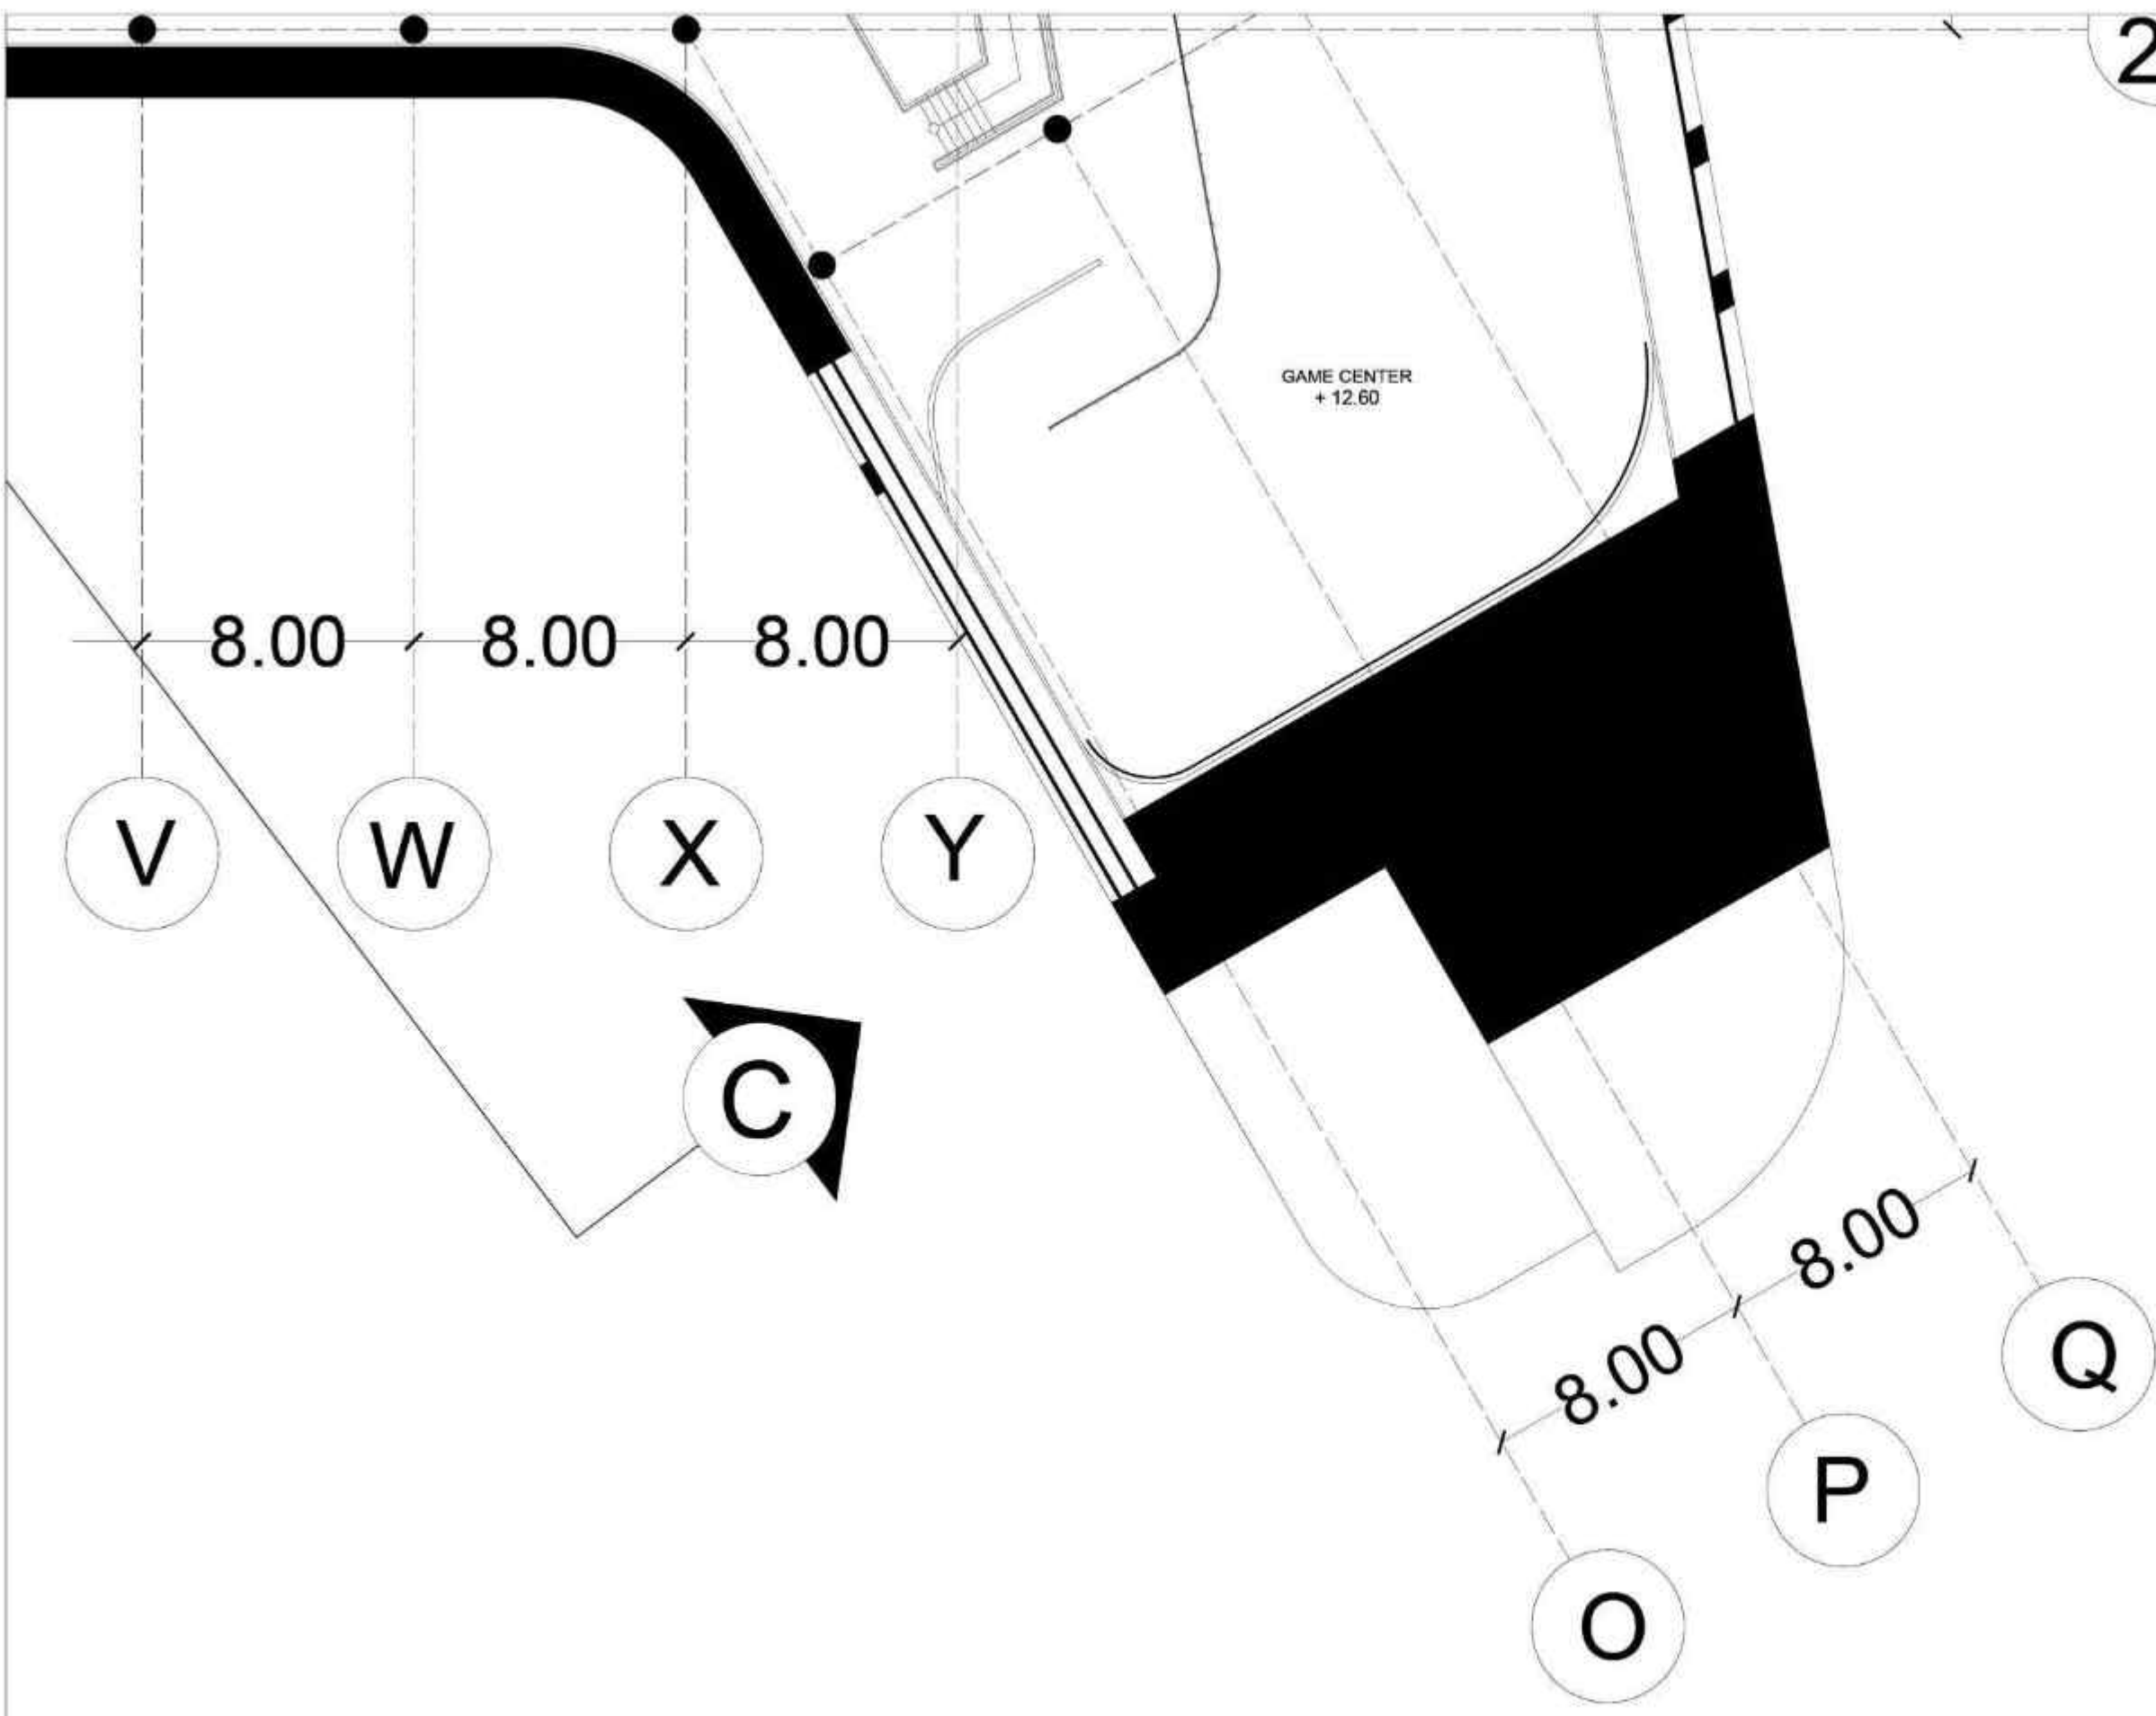 2
GAME CENTER
+ 12.60
8.00 8.00 8.00
V W X Y
C
8.00
8.00
Q
P
O